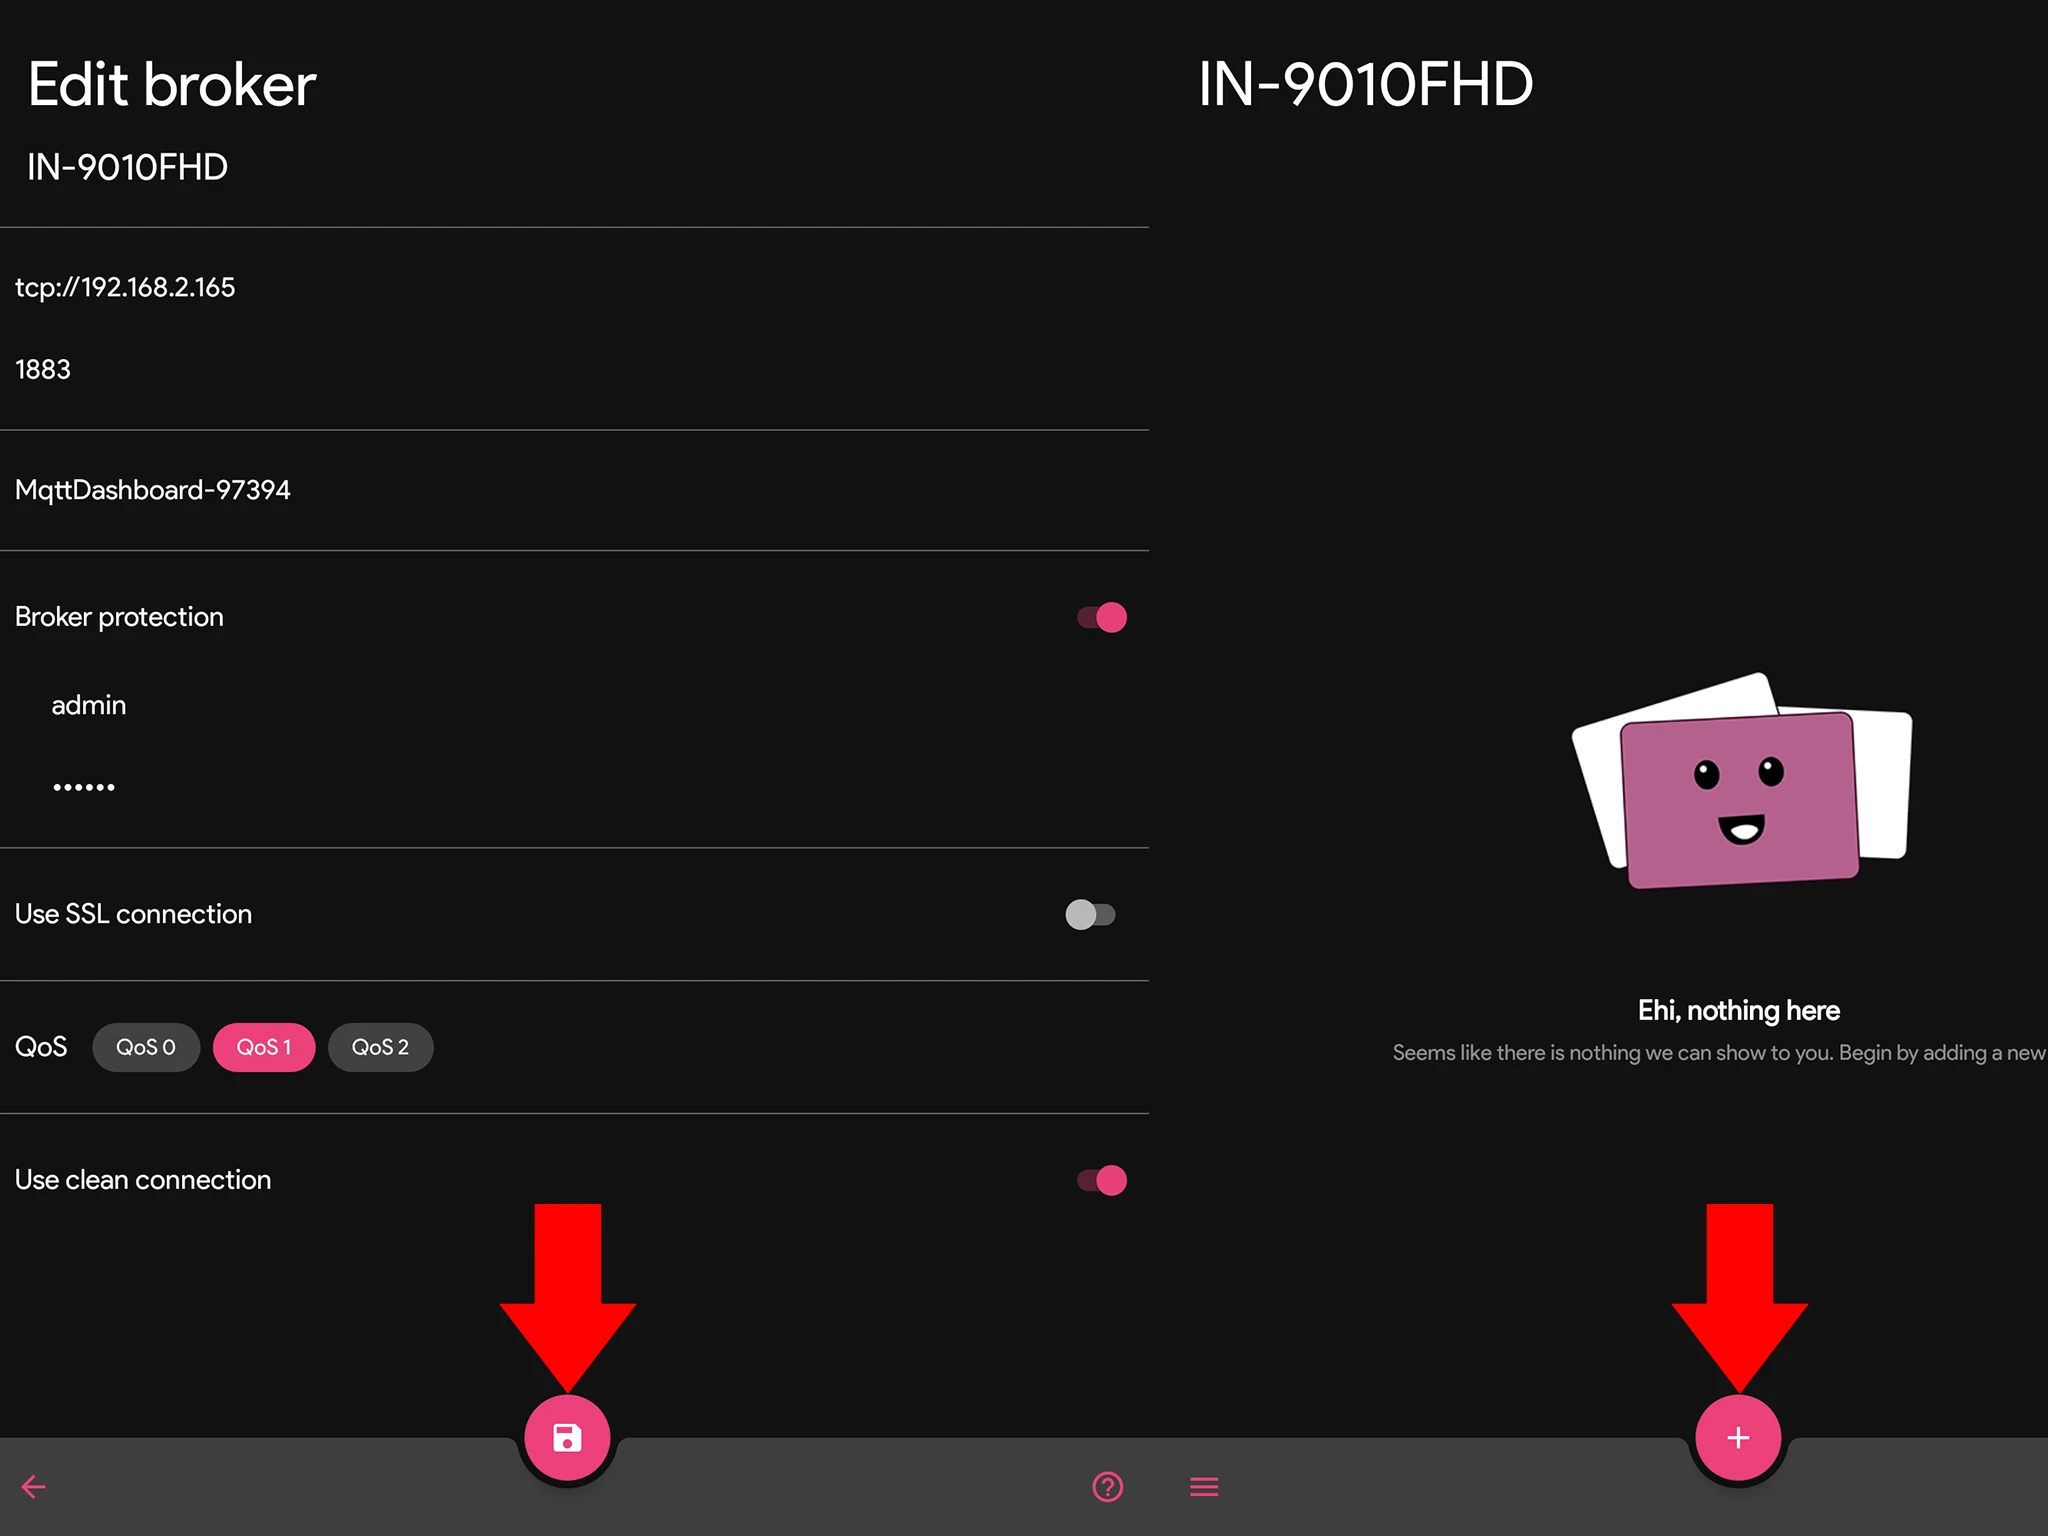 Edit broker
IN-9010FHD
tcp://192.168.2.165
1883
MqttDashboard-97394
Broker protection
admin
••••••
Use SSL connection
QoS QoS 0 QoS 1 QoS 2
Use clean connection
IN-9010FHD
Ehi, nothing here
Seems like there is nothing we can show to you. Begin by adding a new